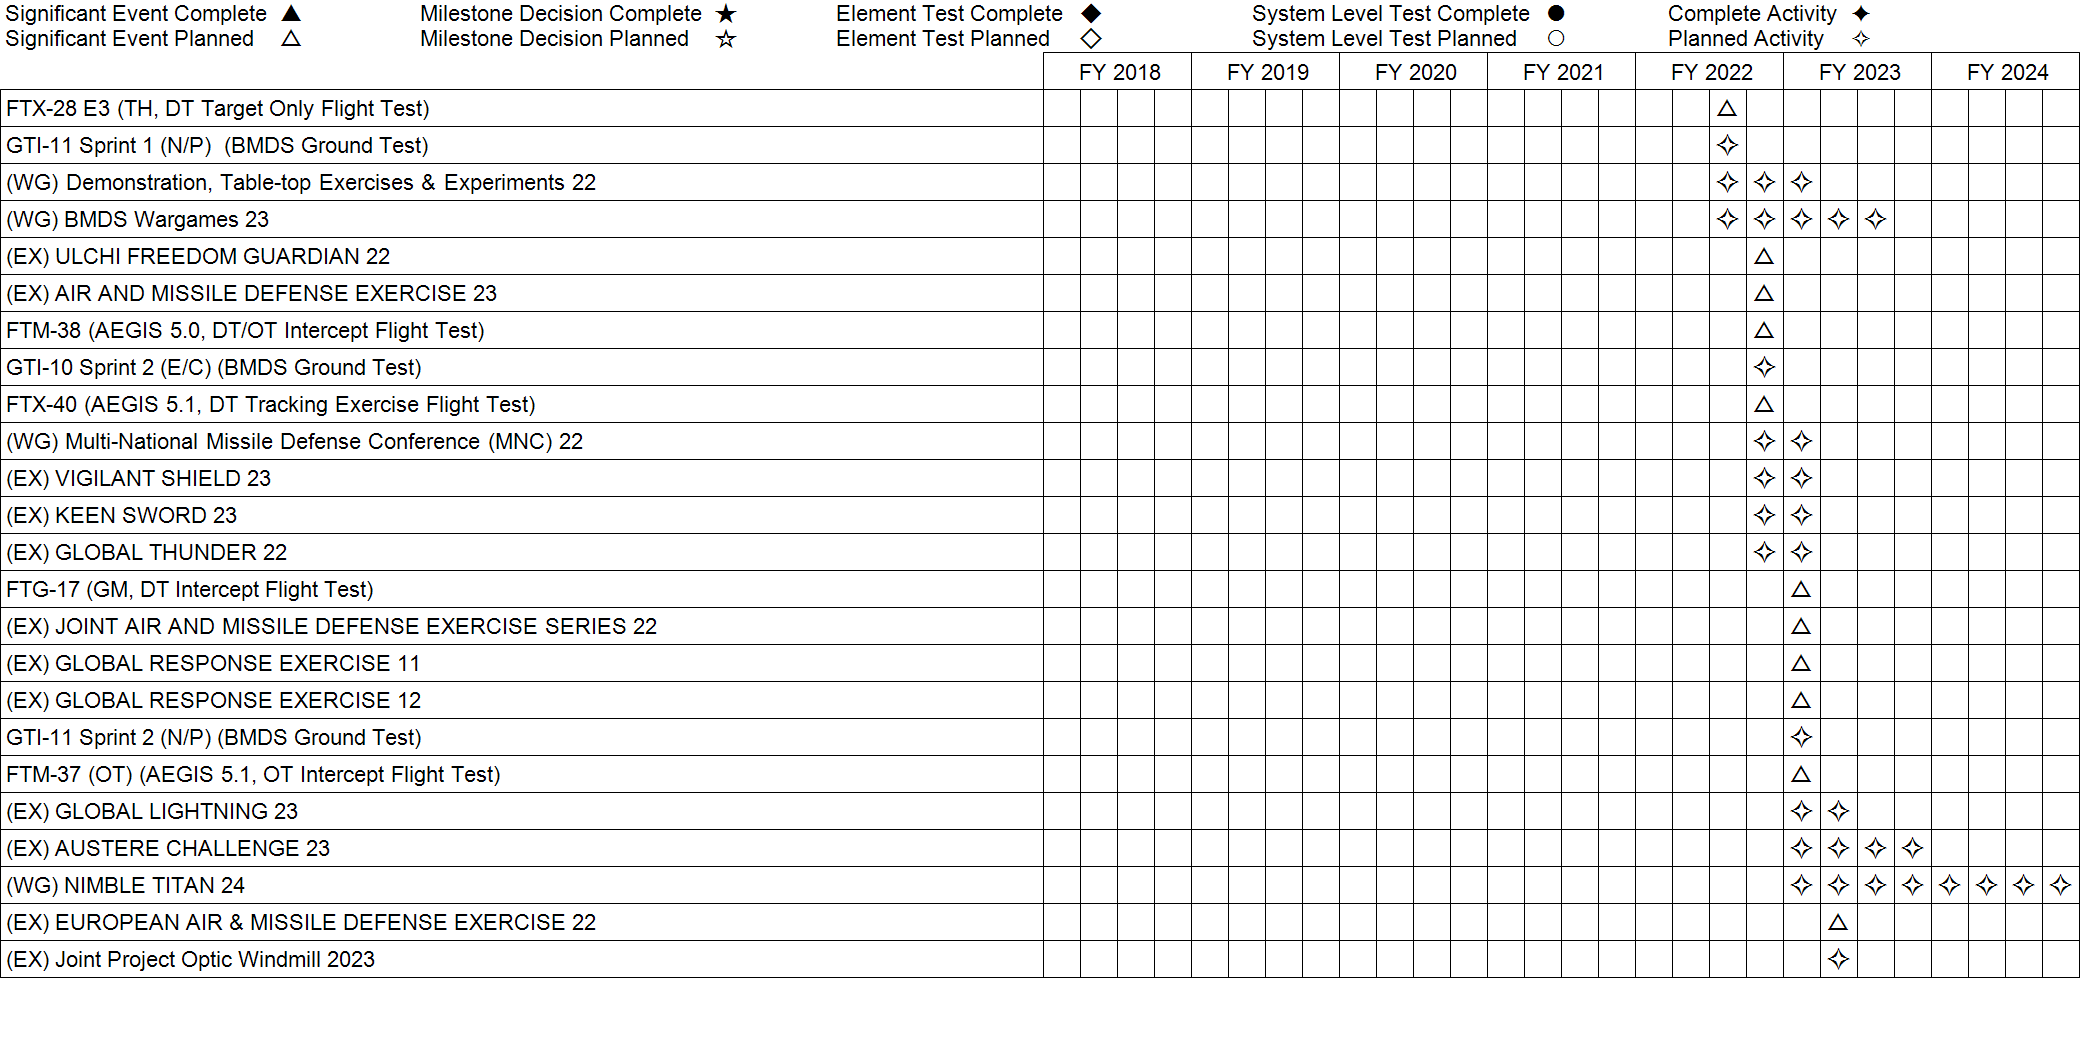 Significant Event Complete ▲ Milestone Decision Complete ★ Element Test Complete ◆ System Level Test Complete ● Complete Activity ✦
Significant Event Planned △ Milestone Decision Planned ☆ Element Test Planned ◇ System Level Test Planned ○ Planned Activity ✧
FY 2018 FY 2019 FY 2020 FY 2021 FY 2022 FY 2023 FY 2024
FTX-28 E3 (TH, DT Target Only Flight Test) △
GTI-11 Sprint 1 (N/P)  (BMDS Ground Test) ✧
(WG) Demonstration, Table-top Exercises & Experiments 22 ✧ ✧ ✧
(WG) BMDS Wargames 23 ✧ ✧ ✧ ✧ ✧
(EX) ULCHI FREEDOM GUARDIAN 22 △
(EX) AIR AND MISSILE DEFENSE EXERCISE 23 △
FTM-38 (AEGIS 5.0, DT/OT Intercept Flight Test) △
GTI-10 Sprint 2 (E/C) (BMDS Ground Test) ✧
FTX-40 (AEGIS 5.1, DT Tracking Exercise Flight Test) △
(WG) Multi-National Missile Defense Conference (MNC) 22 ✧ ✧
(EX) VIGILANT SHIELD 23 ✧ ✧
(EX) KEEN SWORD 23 ✧ ✧
(EX) GLOBAL THUNDER 22 ✧ ✧
FTG-17 (GM, DT Intercept Flight Test) △
(EX) JOINT AIR AND MISSILE DEFENSE EXERCISE SERIES 22 △
(EX) GLOBAL RESPONSE EXERCISE 11 △
(EX) GLOBAL RESPONSE EXERCISE 12 △
GTI-11 Sprint 2 (N/P) (BMDS Ground Test) ✧
FTM-37 (OT) (AEGIS 5.1, OT Intercept Flight Test) △
(EX) GLOBAL LIGHTNING 23 ✧ ✧
(EX) AUSTERE CHALLENGE 23 ✧ ✧ ✧ ✧
(WG) NIMBLE TITAN 24 ✧ ✧ ✧ ✧ ✧ ✧ ✧ ✧
(EX) EUROPEAN AIR & MISSILE DEFENSE EXERCISE 22 △
(EX) Joint Project Optic Windmill 2023 ✧